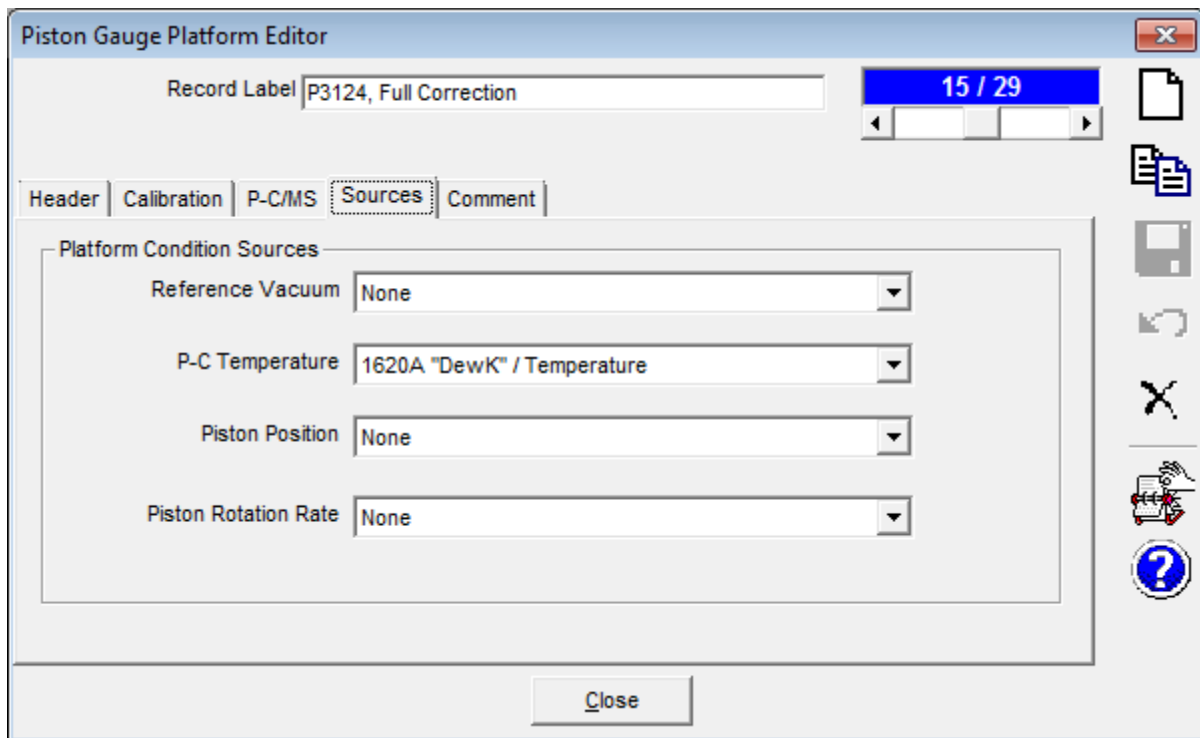 Piston Gauge Platform Editor
Record Label P3124, Full Correction
15 / 29
Header Calibration P-C/MS Sources Comment
Platform Condition Sources
Reference Vacuum None
P-C Temperature 1620A "DewK" / Temperature
Piston Position None
Piston Rotation Rate None
?
Close